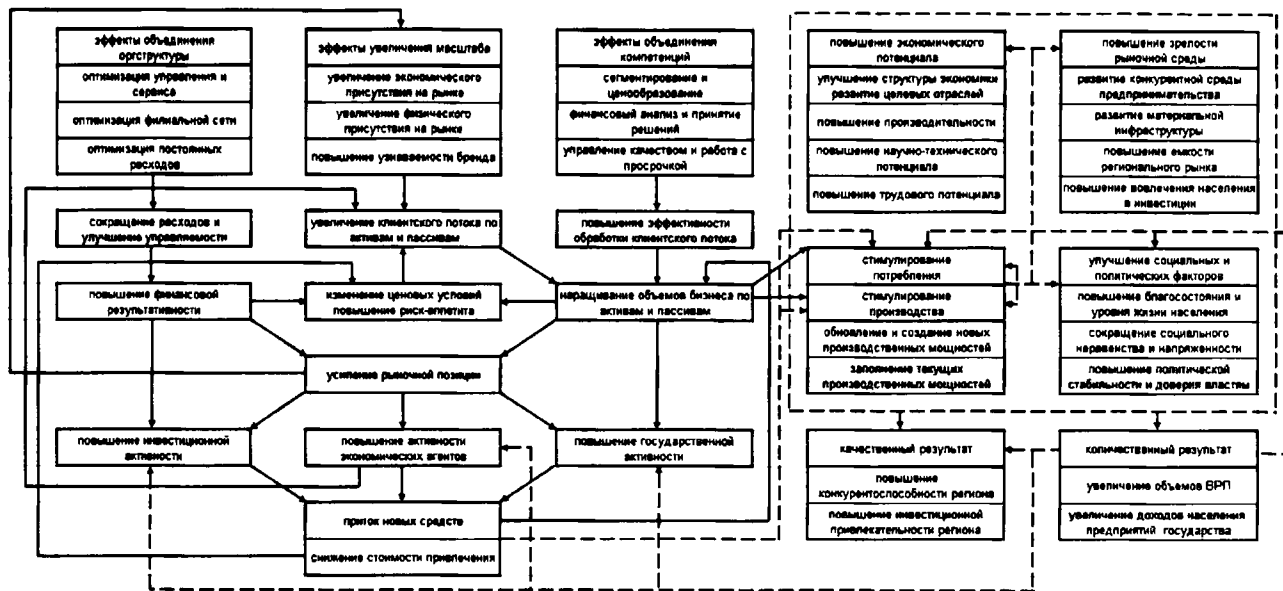 эффекты объединения
оргструктуры
оптимизация управления и
сервиса
оптимизация филиальной сети
оптимизация постоянных
расходов
эффекты увеличения масштаба
увеличение экономического
присутствия на рынке
увеличение физического
присутствия на рынке
повышение узнаваемости бренда
эффекты объединения
компетенций
сегментирование и
ценообразование
финансовый анализ и принятие
решений
управление качеством и работа с
просрочкой
повышение экономического
потенциала
улучшение структуры экономики
развитие целевых отраслей
повышение производительности
повышение научно-технического
потенциала
повышение трудового потенциала
повышение зрелости
рыночной среды
развитие конкурентной среды
предпринимательства
развитие материальной
инфраструктуры
повышение емкости
регионального рынка
повышение вовлечения населения
в инвестиции
сокращение расходов и
улучшение управляемости
увеличение клиентского потока по
активам и пассивам
повышение эффективности
обработки клиентского потока
повышение финансовой
результативности
изменение ценовых условий
повышение риск-аппетита
наращивание объемов бизнеса по
активам и пассивам
стимулирование
потребления
стимулирование
производства
обновление и создание новых
производственных мощностей
заполнение текущих
производственных мощностей
улучшение социальных и
политических факторов
повышение благосостояния и
уровня жизни населения
сокращение социального
неравенства и напряженности
повышение политической
стабильности и доверия властям
усиление рыночной позиции
повышение инвестиционной
активности
повышение активности
экономических агентов
повышение государственной
активности
качественный результат
повышение
конкурентоспособности региона
повышение инвестиционной
привлекательности региона
количественный результат
увеличение объемов ВРП
увеличение доходов населения
предприятий государства
приток новых средств
снижение стоимости привлечения